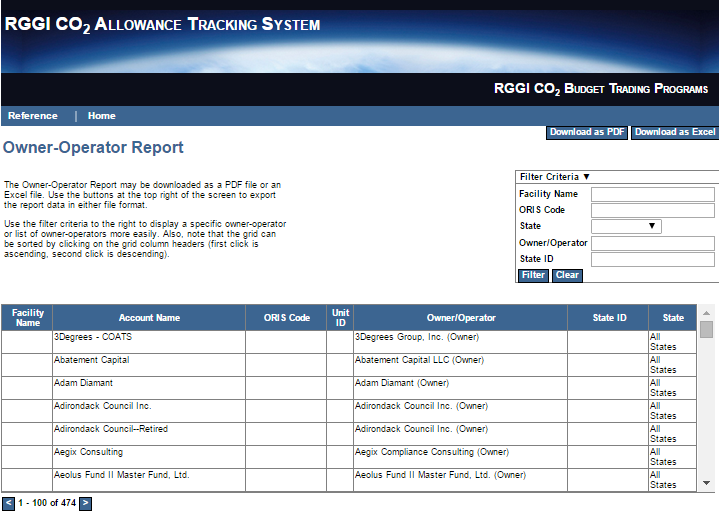 RGGI CO2 ALLOWANCE TRACKING SYSTEM
RGGI CO2 BUDGET TRADING PROGRAMS
Reference | Home
Download as PDF Download as Excel
Owner-Operator Report
The Owner-Operator Report may be downloaded as a PDF file or an
Excel file. Use the buttons at the top right of the screen to export
the report data in either file format.
Use the filter criteria to the right to display a specific owner-operator
or list of owner-operators more easily. Also, note that the grid can
be sorted by clicking on the grid column headers (first click is
ascending, second click is descending).
Filter Criteria ▼
Facility Name
ORIS Code
State ▼
Owner/Operator
State ID
Filter Clear
Facility Name Account Name ORIS Code Unit ID Owner/Operator State ID State
3Degrees - COATS 3Degrees Group, Inc. (Owner) All States
Abatement Capital Abatement Capital LLC (Owner) All States
Adam Diamant Adam Diamant (Owner) All States
Adirondack Council Inc. Adirondack Council Inc. (Owner) All States
Adirondack Council--Retired Adirondack Council Inc. (Owner) All States
Aegix Consulting Aegix Compliance Consulting (Owner) All States
Aeolus Fund II Master Fund, Ltd. Aeolus Fund II Master Fund, Ltd. (Owner) All States
< 1 - 100 of 474 >